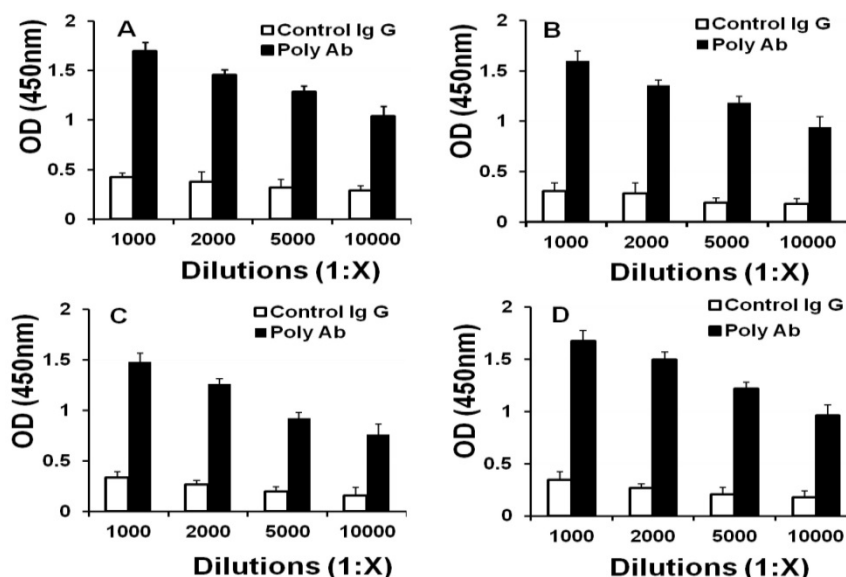 A
Control Ig G
Poly Ab
OD (450nm)
2
1.5
1
0.5
0
1000 2000 5000 10000
Dilutions (1:X)
B
Control Ig G
Poly Ab
OD (450nm)
2
1.5
1
0.5
0
1000 2000 5000 10000
Dilutions (1:X)
C
Control Ig G
Poly Ab
OD (450nm)
2
1.5
1
0.5
0
1000 2000 5000 10000
Dilutions (1:X)
D
Control Ig G
Poly Ab
OD (450nm)
2
1.5
1
0.5
0
1000 2000 5000 10000
Dilutions (1:X)